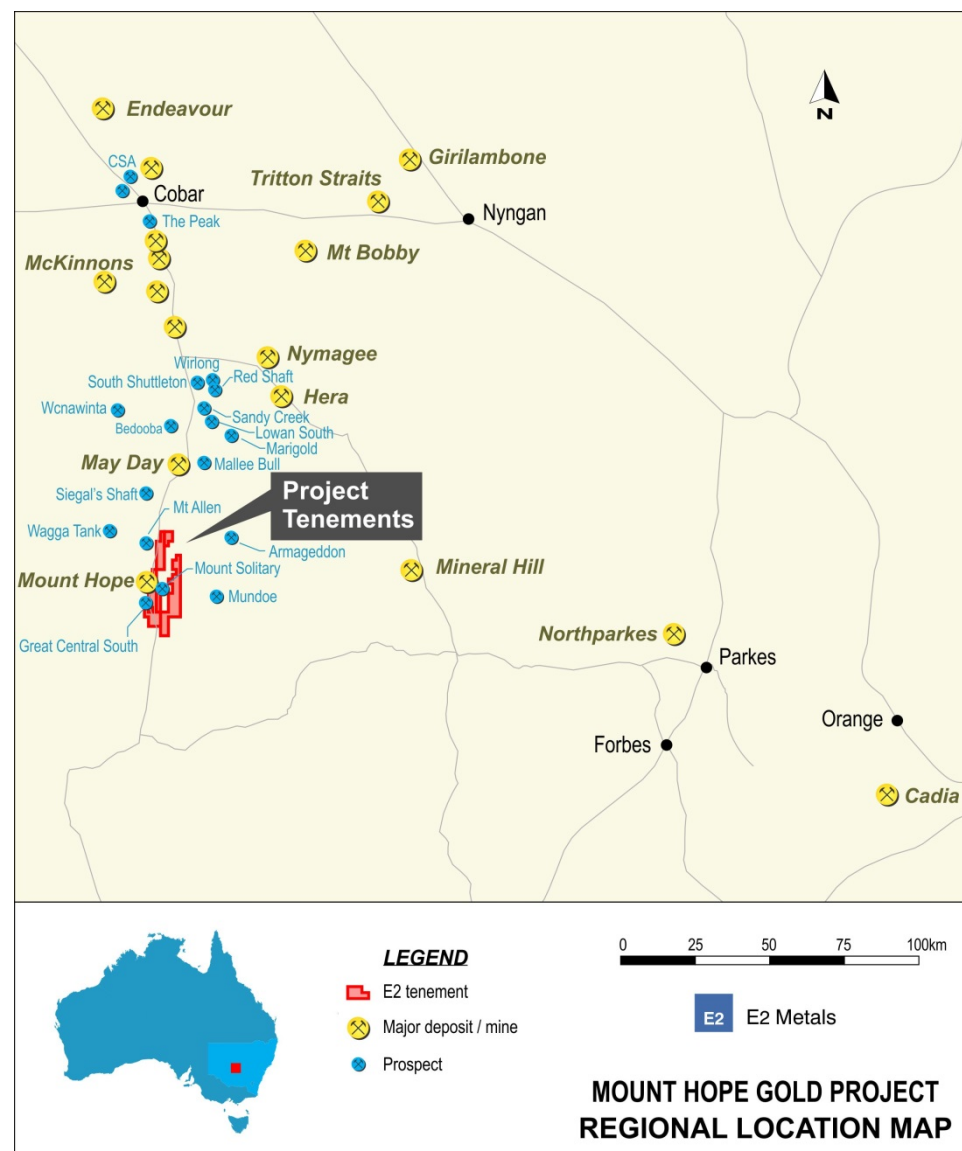 Endeavour
N
CSA
Girilambone
Tritton Straits
Cobar
Nyngan
The Peak
Mt Bobby
McKinnons
Nymagee
Wirlong
South Shuttleton
Red Shaft
Hera
Wcnawinta
Sandy Creek
Bedooba
Lowan South
Marigold
May Day
Mallee Bull
Project
Tenements
Siegal's Shaft
Mt Allen
Wagga Tank
Armageddon
Mount Solitary
Mineral Hill
Mount Hope
Mundoe
Great Central South
Northparkes
Parkes
Orange
Forbes
Cadia
LEGEND
E2 tenement
Major deposit / mine
Prospect
0 25 50 75 100km
E2 E2 Metals
MOUNT HOPE GOLD PROJECT
REGIONAL LOCATION MAP